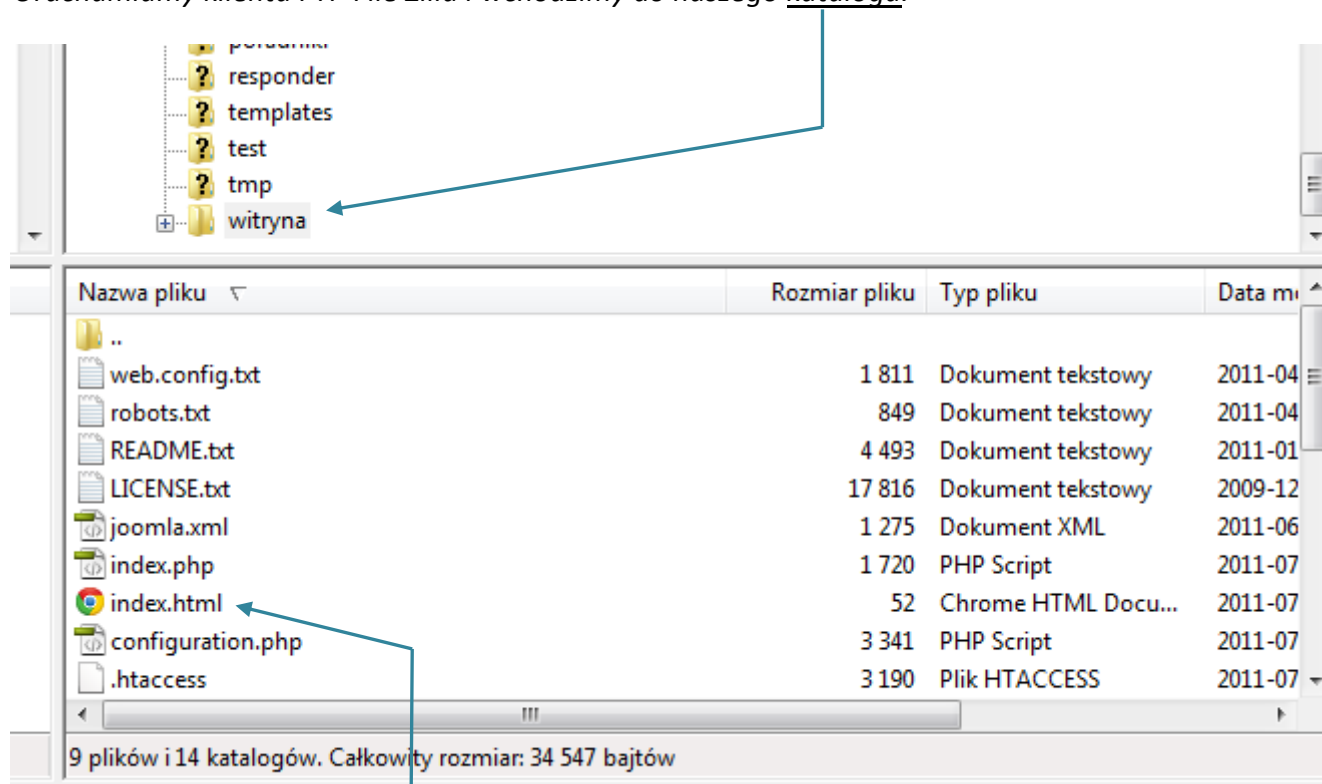 naszego katalogu.
responder
templates
test
tmp
witryna
Nazwa pliku Rozmiar pliku Typ pliku Data m
..
web.config.txt 1 811 Dokument tekstowy 2011-04
robots.txt 849 Dokument tekstowy 2011-04
README.txt 4 493 Dokument tekstowy 2011-01
LICENSE.txt 17 816 Dokument tekstowy 2009-12
joomla.xml 1 275 Dokument XML 2011-06
index.php 1 720 PHP Script 2011-07
index.html 52 Chrome HTML Docu... 2011-07
configuration.php 3 341 PHP Script 2011-07
.htaccess 3 190 Plik HTACCESS 2011-07
9 plików i 14 katalogów. Całkowity rozmiar: 34 547 bajtów